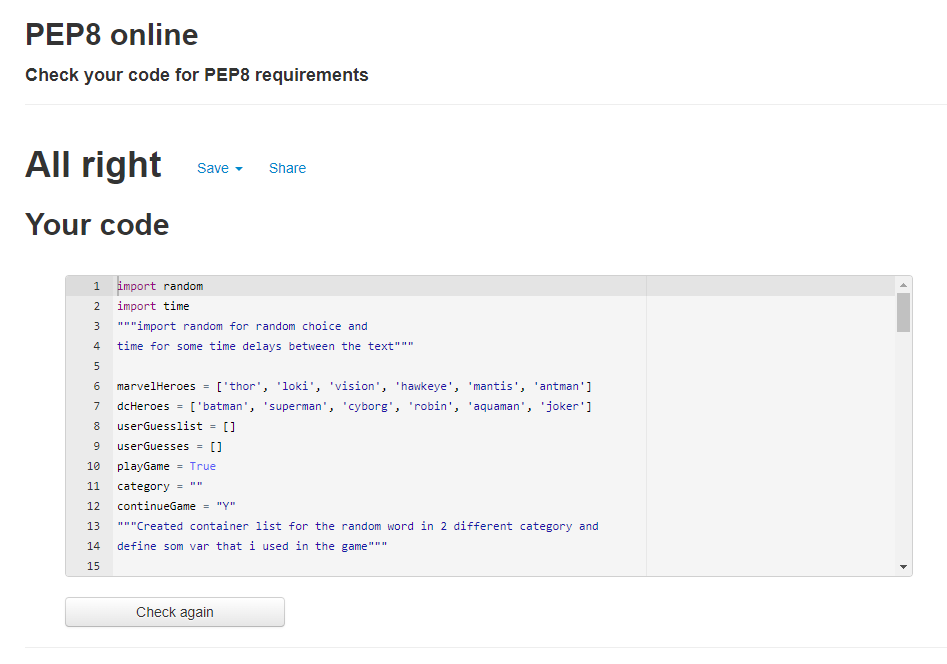 PEP8 online
Check your code for PEP8 requirements
All right Save Share
Your code
1 import random
2 import time
3 """import random for random choice and
4 time for some time delays between the text"""
5
6 marvelHeroes = ['thor', 'loki', 'vision', 'hawkeye', 'mantis', 'antman']
7 dcHeroes = ['batman', 'superman', 'cyborg', 'robin', 'aquaman', 'joker']
8 userGuesslist = []
9 userGuesses = []
10 playGame = True
11 category = ""
12 continueGame = "Y"
13 """Created container list for the random word in 2 different category and
14 define som var that i used in the game"""
15
Check again